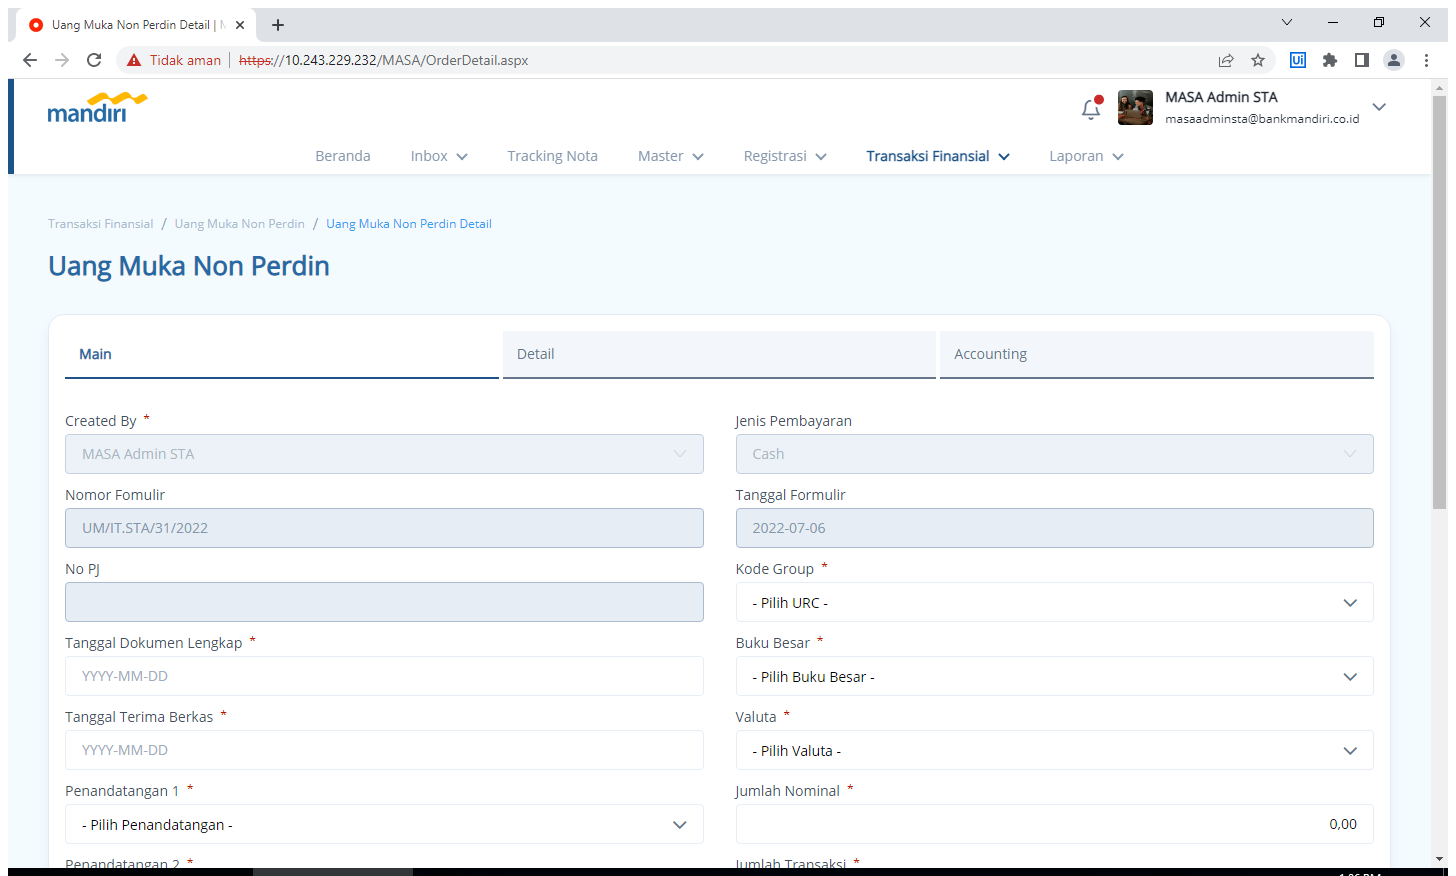 Uang Muka Non Perdin Detail |
Tidak aman
https://10.243.229.232/MASA/OrderDetail.aspx
Ui
mandiri
MASA Admin STA
masaadminsta@bankmandiri.co.id
Beranda Inbox Tracking Nota Master Registrasi Transaksi Finansial Laporan
Transaksi Finansial / Uang Muka Non Perdin / Uang Muka Non Perdin Detail
Uang Muka Non Perdin
Main Detail Accounting
Created By * Jenis Pembayaran
MASA Admin STA Cash
Nomor Fomulir Tanggal Formulir
UM/IT.STA/31/2022 2022-07-06
No PJ Kode Group *
- Pilih URC -
Tanggal Dokumen Lengkap * Buku Besar *
YYYY-MM-DD - Pilih Buku Besar -
Tanggal Terima Berkas * Valuta *
YYYY-MM-DD - Pilih Valuta -
Penandatangan 1 * Jumlah Nominal *
- Pilih Penandatangan - 0,00
Penandatangan 2 * Jumlah Transaksi *